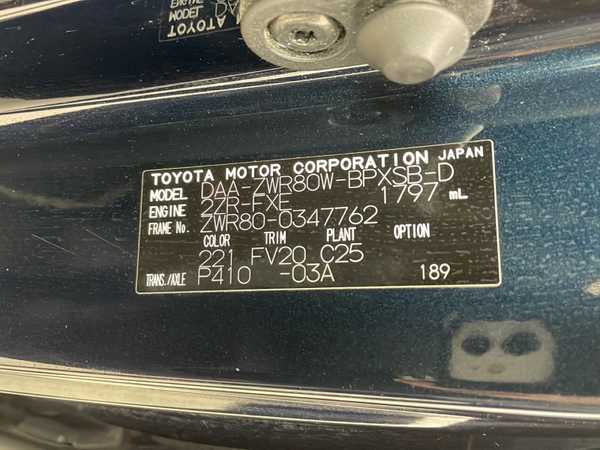 TOYOTA MOTOR CORPORATION JAPAN
MODEL DAA-ZWR80W-BPXSB-D
ENGINE 2ZR-FXE 1797 mL
FRAME No. ZWR80-0347762
COLOR TRIM PLANT OPTION
221 FV20 C25
TRANS./AXLE P410 -03A 189